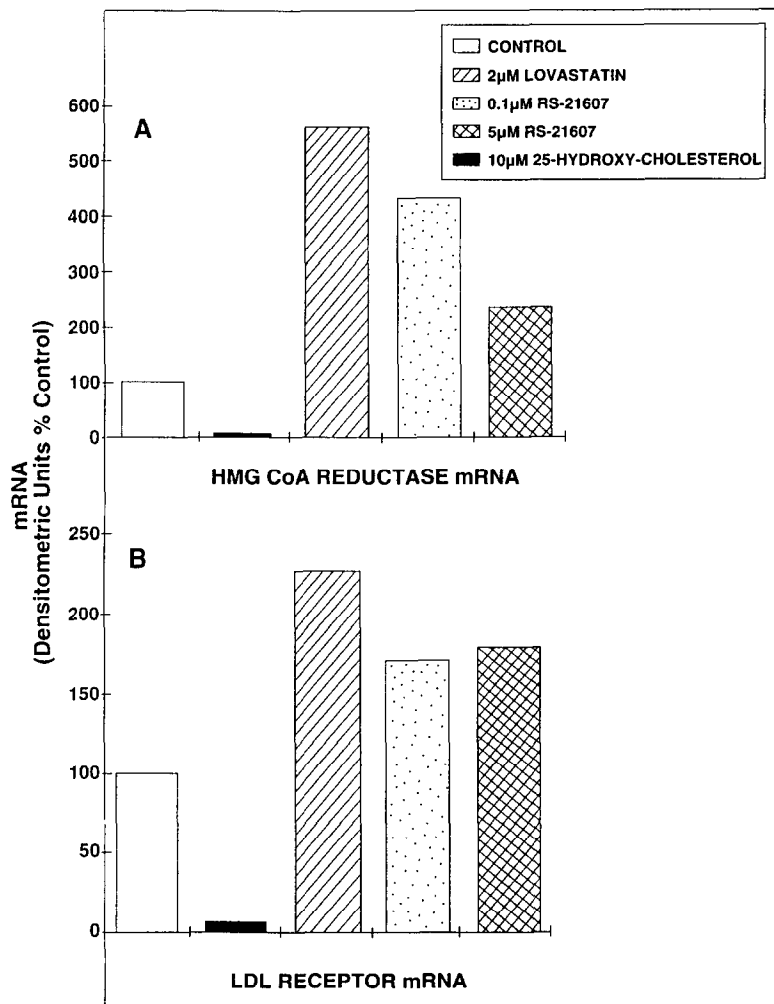 CONTROL
2µM LOVASTATIN
0.1µM RS-21607
5µM RS-21607
10µM 25-HYDROXY-CHOLESTEROL
A
600
500
400
300
200
100
0
HMG CoA REDUCTASE mRNA
mRNA
(Densitometric Units % Control)
B
250
200
150
100
50
0
LDL RECEPTOR mRNA